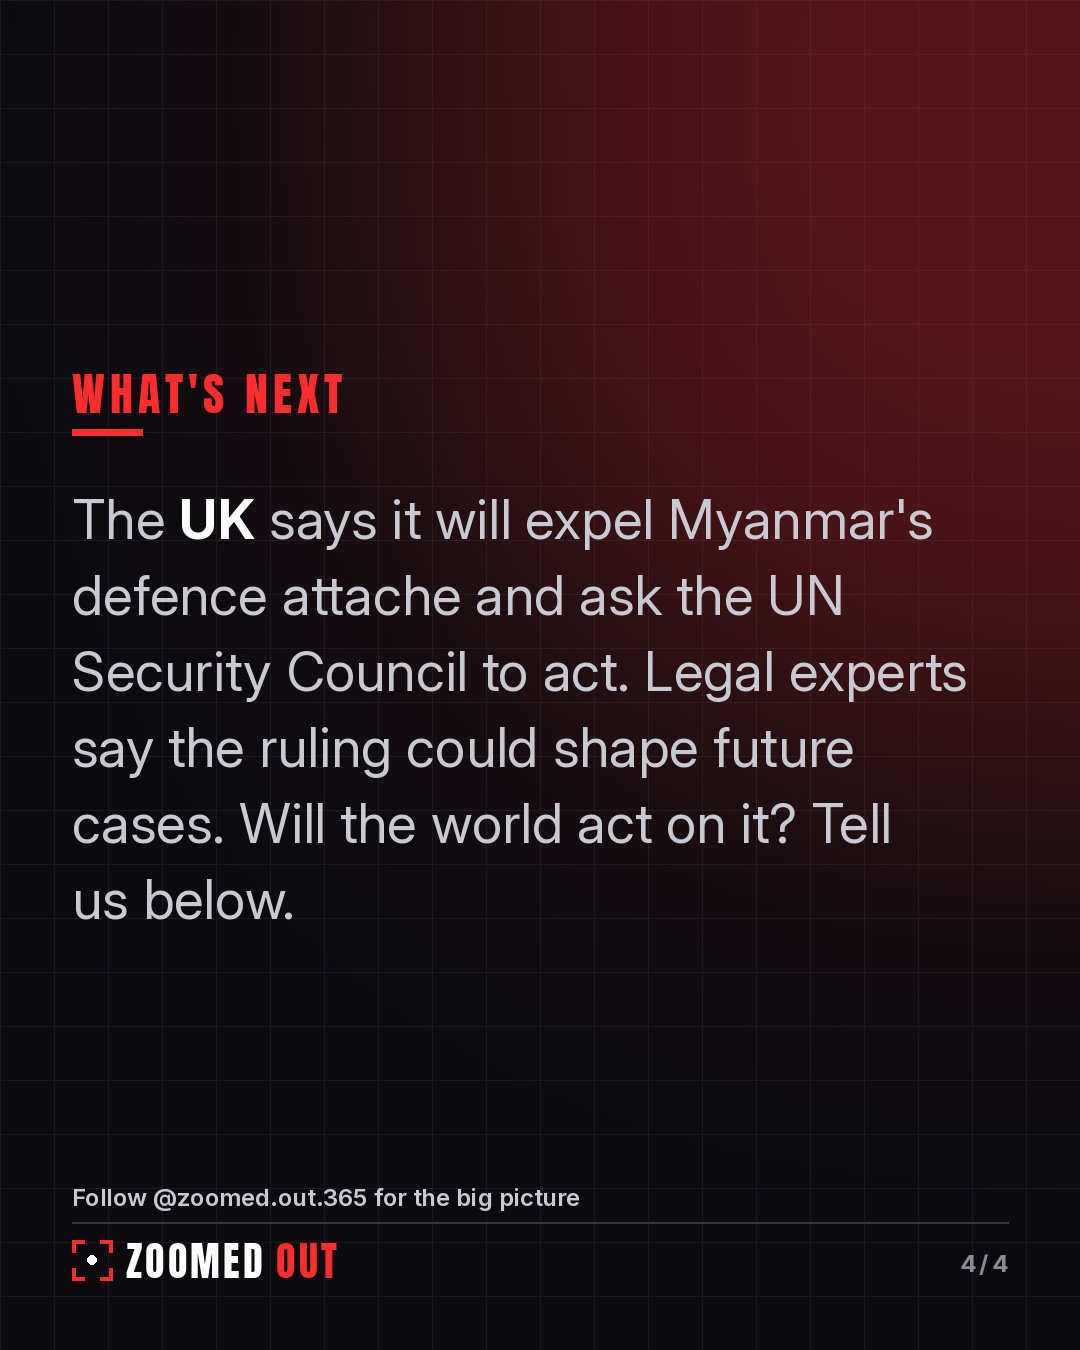 WHAT'S NEXT
The UK says it will expel Myanmar's
defence attache and ask the UN
Security Council to act. Legal experts
say the ruling could shape future
cases. Will the world act on it? Tell
us below.
Follow @zoomed.out.365 for the big picture
ZOOMED OUT
4/4